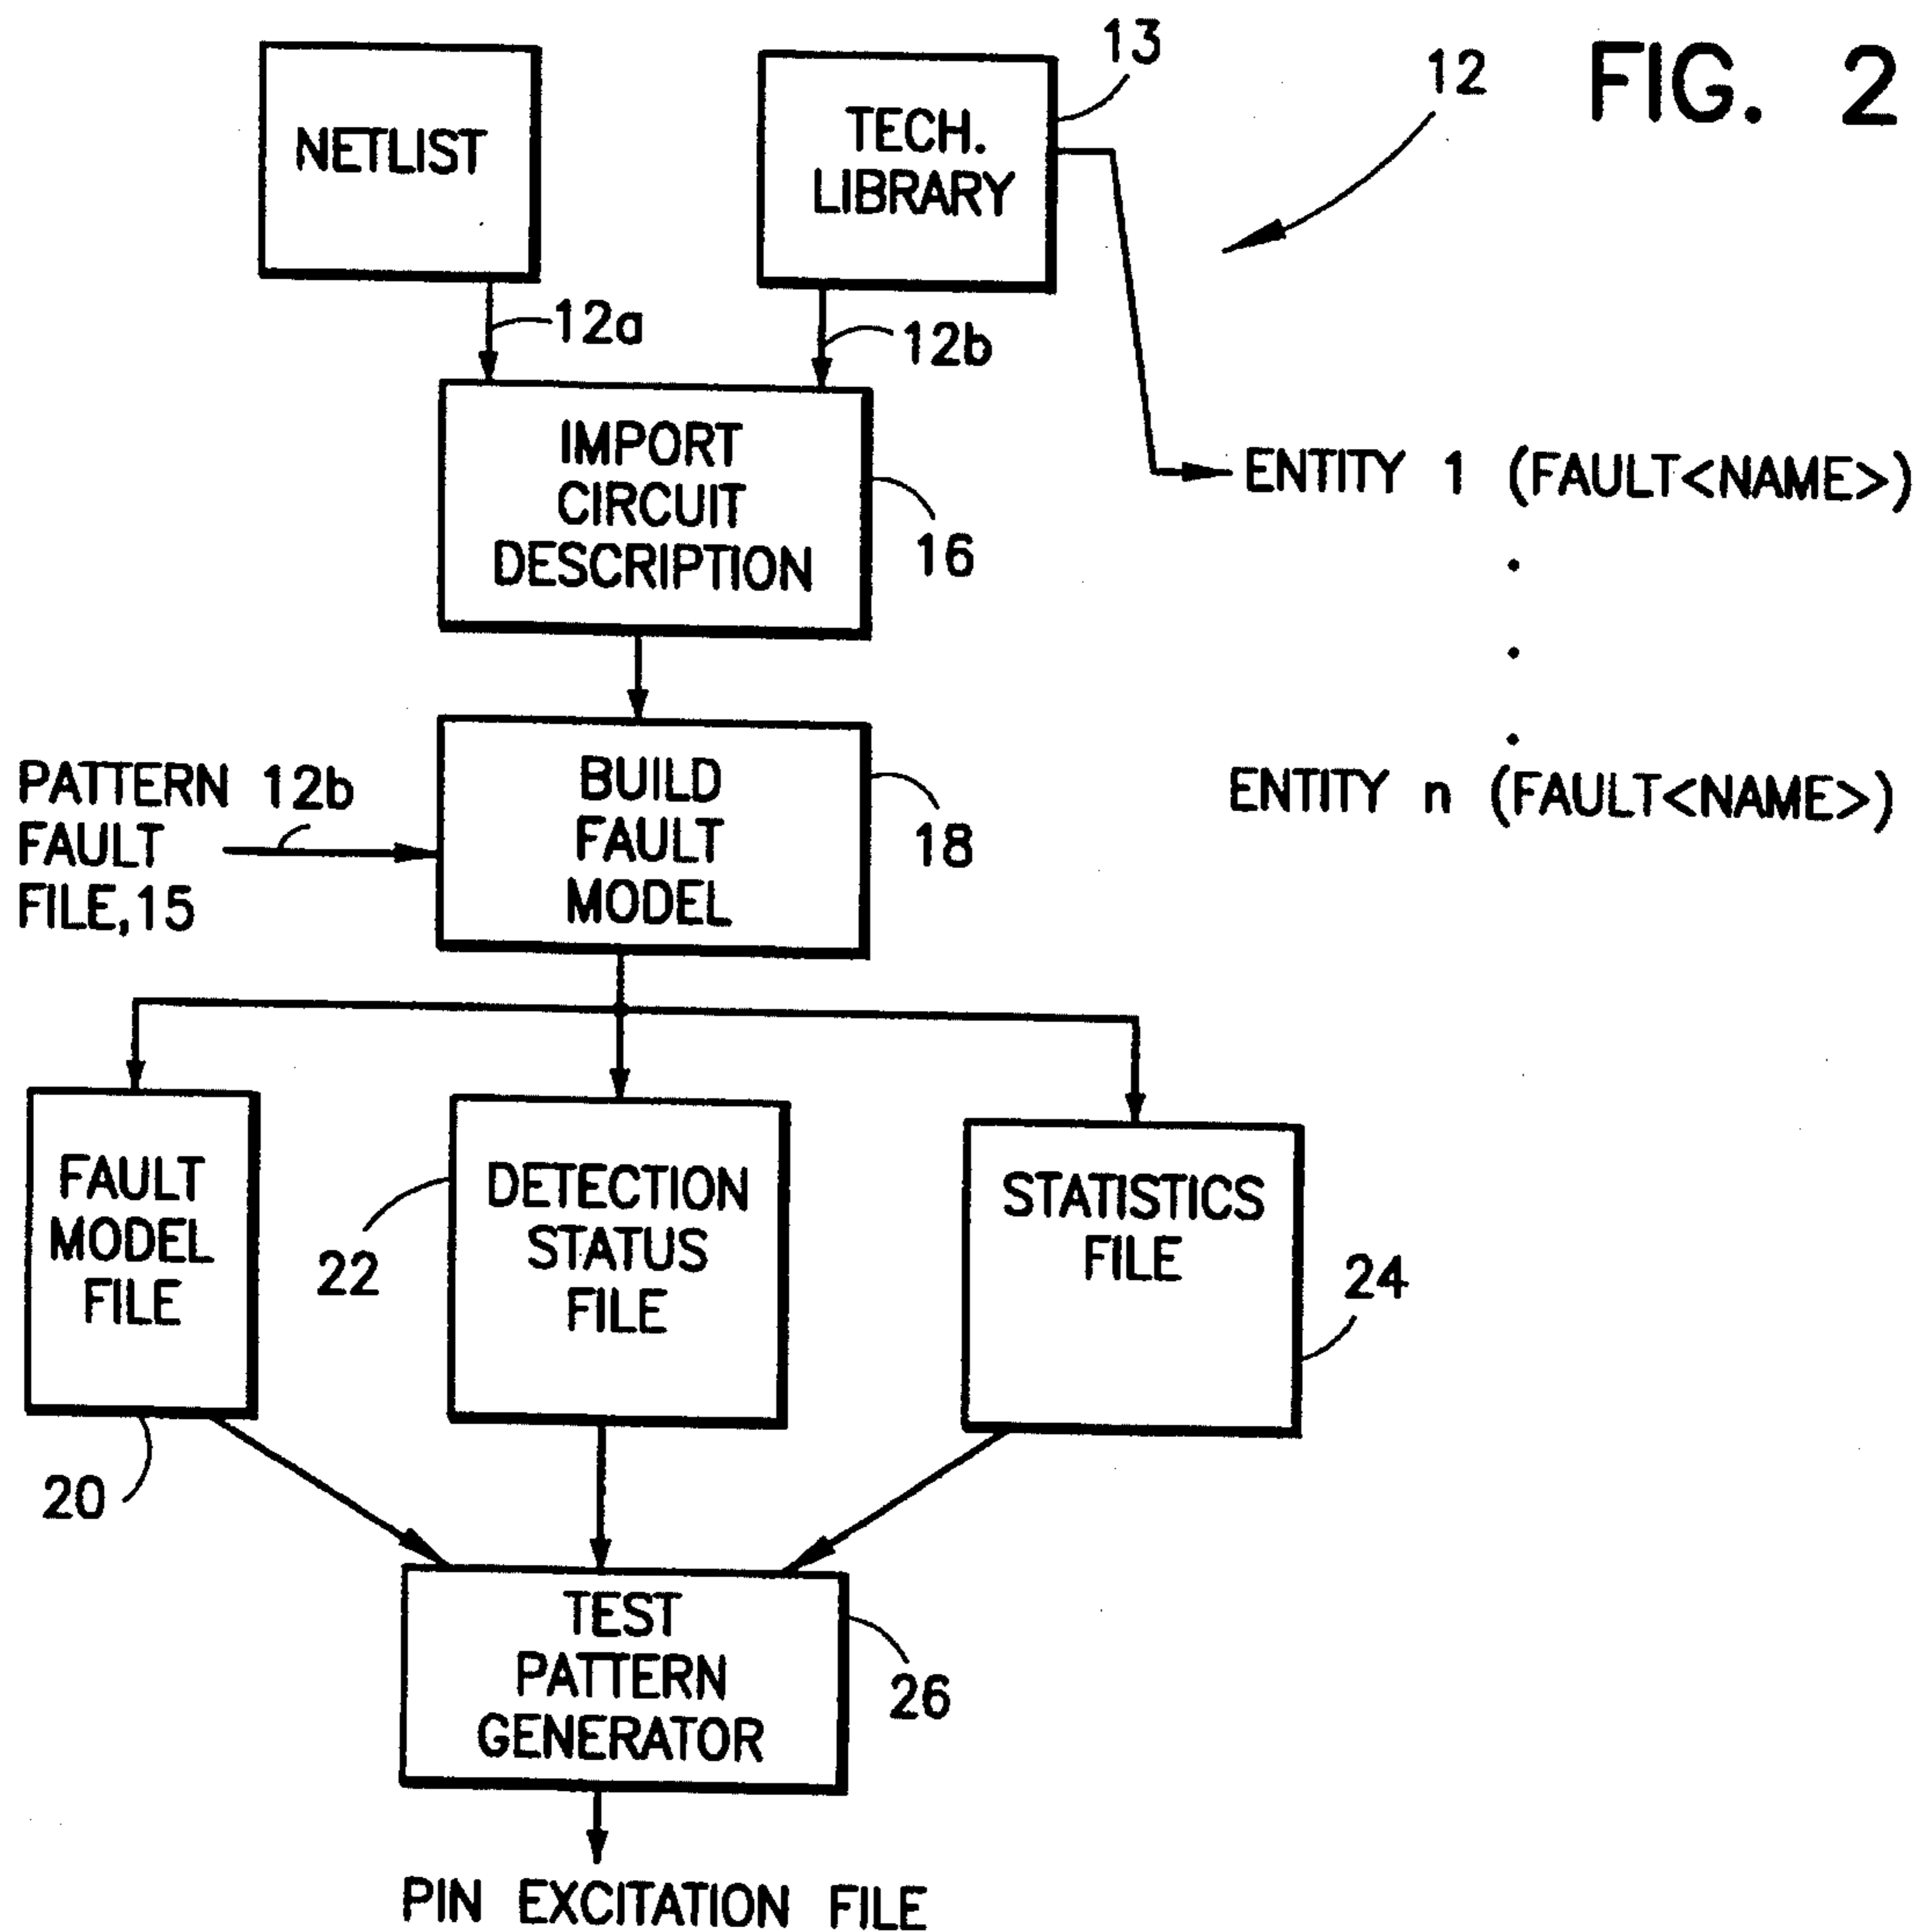 FIG. 2
12
13
NETLIST
TECH.
LIBRARY
12a
12b
IMPORT
CIRCUIT
DESCRIPTION
16
ENTITY 1 (FAULT<NAME>)
.
.
.
ENTITY n (FAULT<NAME>)
PATTERN 12b
FAULT
FILE,15
BUILD
FAULT
MODEL
18
FAULT
MODEL
FILE
20
DETECTION
STATUS
FILE
22
STATISTICS
FILE
24
TEST
PATTERN
GENERATOR
26
PIN EXCITATION FILE